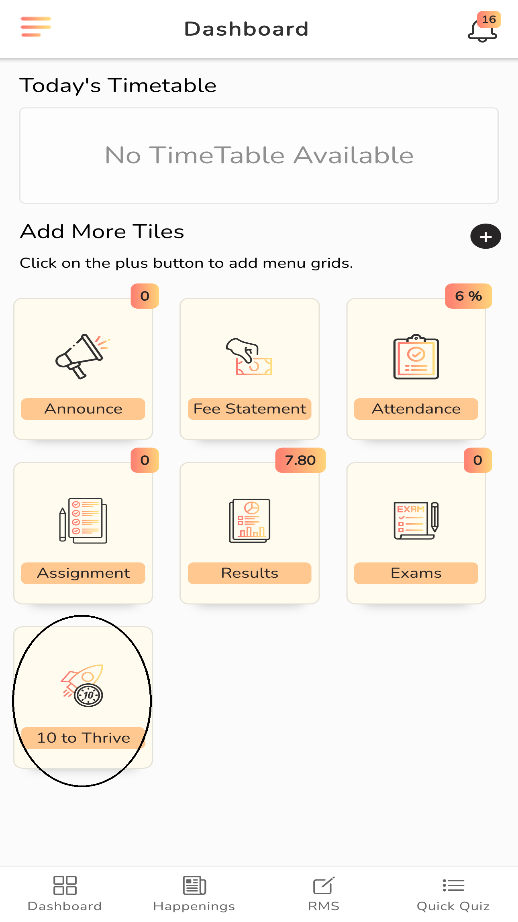 Dashboard
16
Today's Timetable
No TimeTable Available
Add More Tiles
+
Click on the plus button to add menu grids.
0
Announce
Fee Statement
6 %
Attendance
0
Assignment
7.80
Results
0
EXAM
Exams
10
10 to Thrive
Dashboard
Happenings
RMS
Quick Quiz